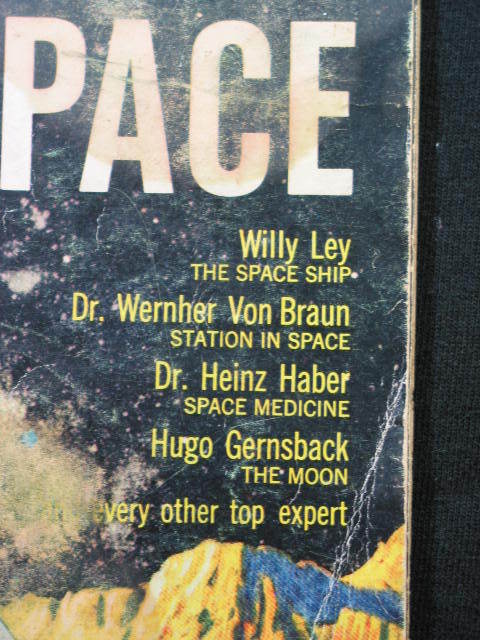 PACE
Willy Ley
THE SPACE SHIP
Dr. Wernher Von Braun
STATION IN SPACE
Dr. Heinz Haber
SPACE MEDICINE
Hugo Gernsback
THE MOON
every other top expert